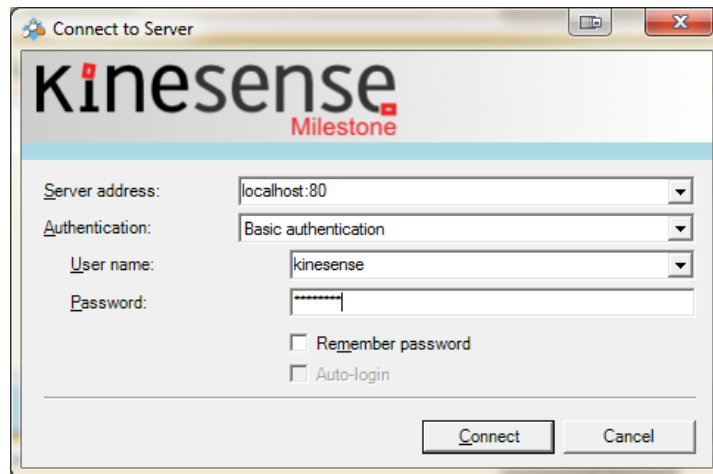 Connect to Server
Kinesense
Milestone
Server address: localhost:80
Authentication: Basic authentication
User name: kinesense
Password: ********
Remember password
Auto-login
Connect Cancel